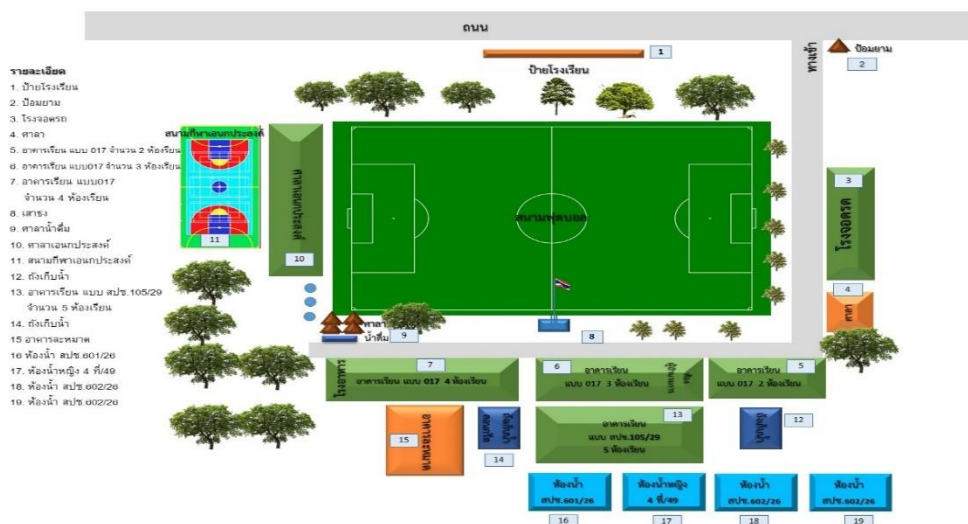 ถนน
1
ป้ายโรงเรียน
ทางเข้า
ป้อมยาม
2
รายละเอียด
1. ป้ายโรงเรียน
2. ป้อมยาม
3. โรงจอดรถ
4. ศาลา
5. อาคารเรียน แบบ 017 จำนวน 2 ห้องเรียน
6. อาคารเรียน แบบ017 จำนวน 3 ห้องเรียน
7. อาคารเรียน แบบ017
จำนวน 4 ห้องเรียน
8. เสาธง
9. ศาลาน้ำดื่ม
10. ศาลาเอนกประสงค์
11. สนามกีฬาเอนกประสงค์
12. ถังเก็บน้ำ
13. อาคารเรียน แบบ สปช.105/29
จำนวน 5 ห้องเรียน
14. ถังเก็บน้ำ
15 อาคารละหมาด
16 ห้องน้ำ สปช.601/26
17. ห้องน้ำหญิง 4 ที่/49
18. ห้องน้ำ สปช.602/26
19. ห้องน้ำ สปช.602/26
สนามกีฬาเอนกประสงค์
11
ศาลาเอนกประสงค์
10
สนามฟุตบอล
3
โรงจอดรถ
4
ศาลา
ศาลา
น้ำดื่ม
9
8
โรงอาหาร
7
อาคารเรียน แบบ 017 4 ห้องเรียน
6
อาคารเรียน
แบบ 017 3 ห้องเรียน
อาคารเรียน
5
แบบ 017 2 ห้องเรียน
15
อาคารละหมาด
14
13
อาคารเรียน
แบบ สปช.105/29
5 ห้องเรียน
ถังเก็บน้ำ
12
ห้องน้ำ
สปช.601/26
16
ห้องน้ำหญิง
4 ที่/49
17
ห้องน้ำ
สปช.602/26
18
ห้องน้ำ
สปช.602/26
19